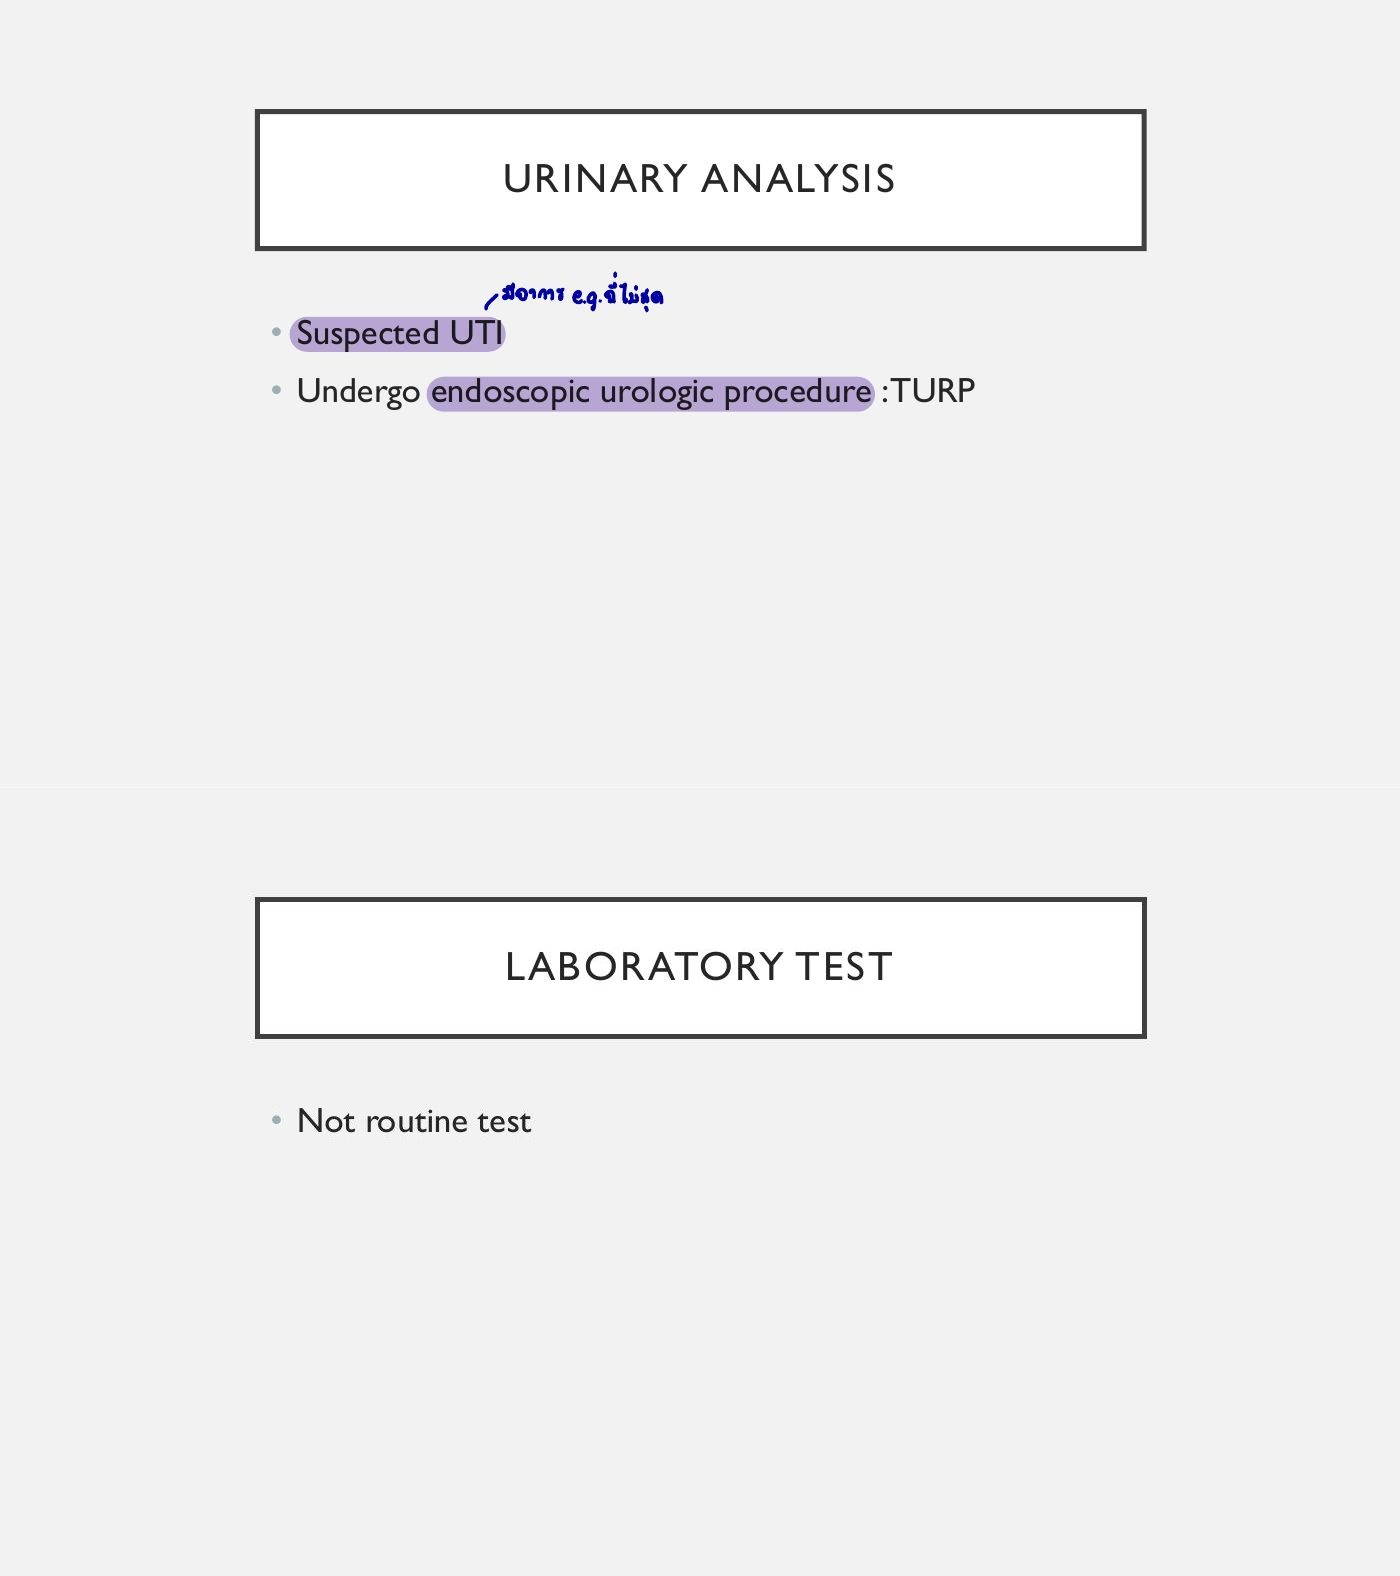 URINARY ANALYSIS
มีอาการ e.g. ฉี่ไม่สุด
• Suspected UTI
• Undergo endoscopic urologic procedure : TURP
LABORATORY TEST
• Not routine test